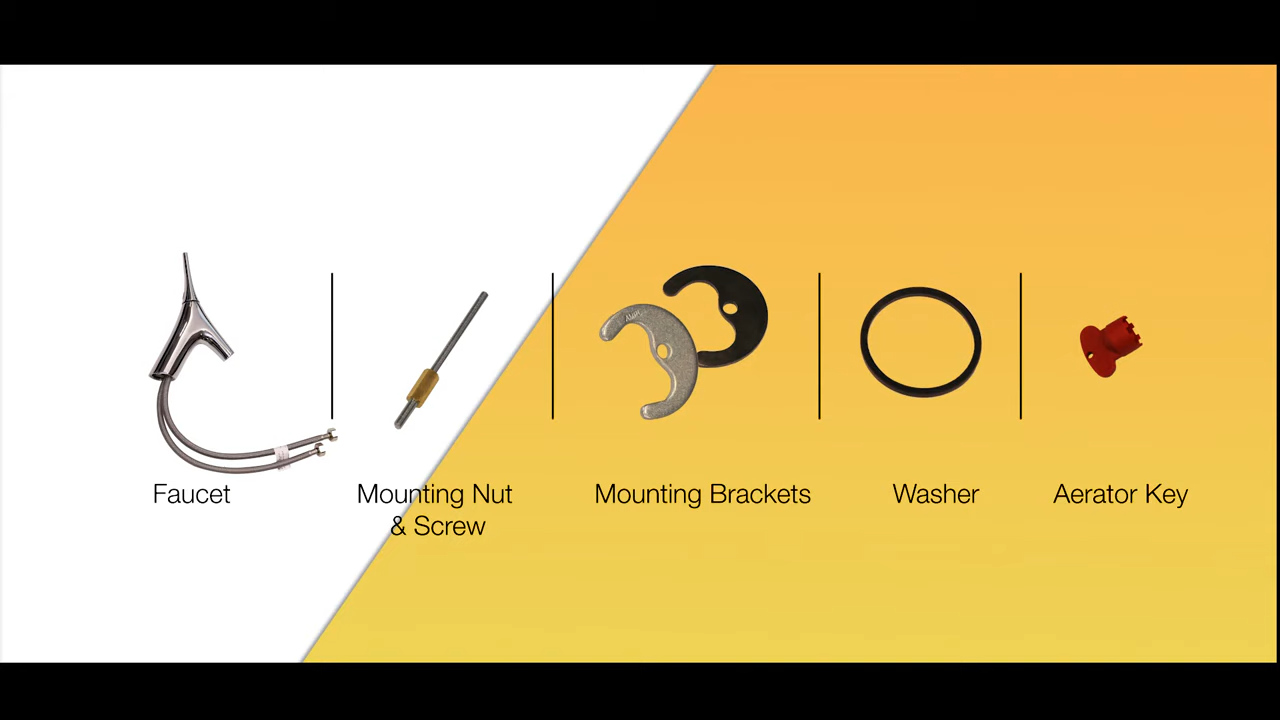 Faucet
Mounting Nut
& Screw
Mounting Brackets
Washer
Aerator Key